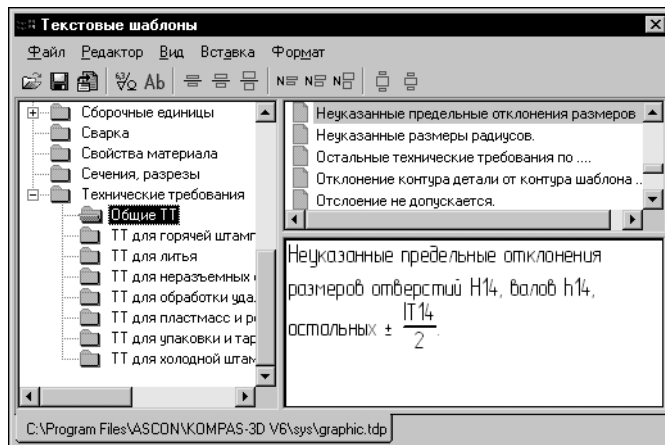 Текстовые шаблоны
Файл Редактор Вид Вставка Формат
Ab
Сборочные единицы
Сварка
Свойства материала
Сечения, разрезы
Технические требования
Общие ТТ
ТТ для горячей штамп
ТТ для литья
ТТ для неразъемных
ТТ для обработки уда
ТТ для пластмасс и р
ТТ для упаковки и тар
ТТ для холодной штам
Неуказанные предельные отклонения размеров
Неуказанные размеры радиусов.
Остальные технические требования по ....
Отклонение контура детали от контура шаблона ..
Отслоение не допускается.
Неуказанные предельные отклонения
размеров отверстий H14, валов h14,
остальных ± IT14/2.
C:\Program Files\ASCON\KOMPAS-3D V6\sys\graphic.tdp